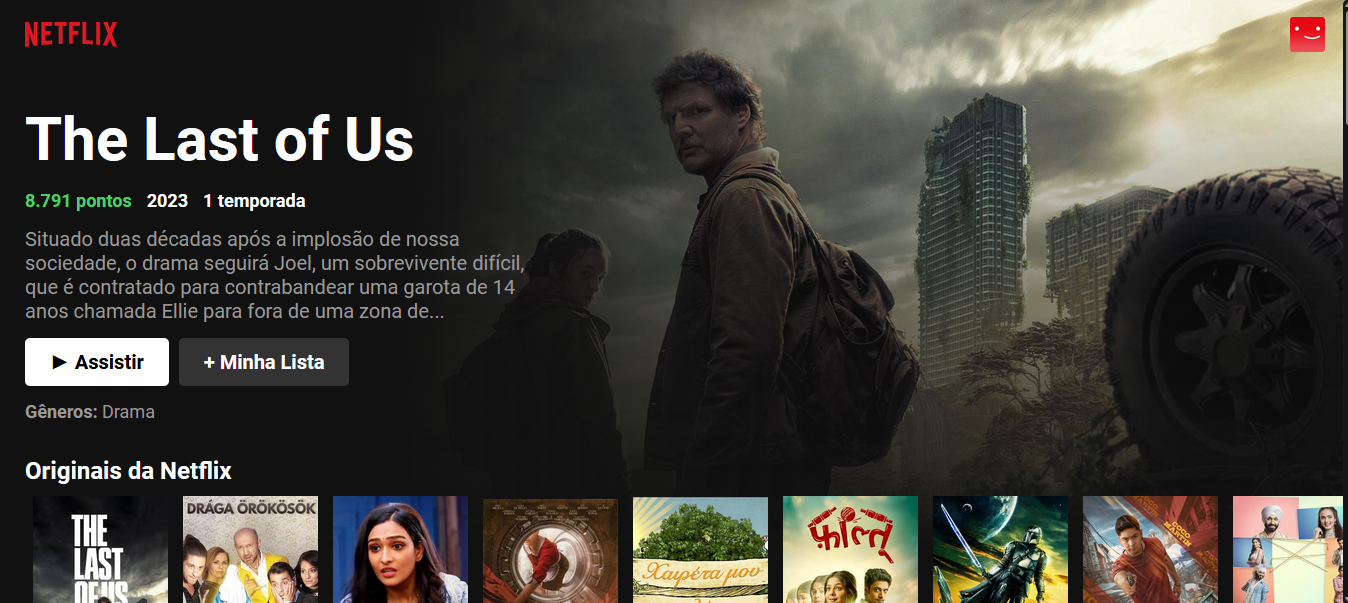 NETFLIX
The Last of Us
8.791 pontos 2023 1 temporada
Situado duas décadas após a implosão de nossa
sociedade, o drama seguirá Joel, um sobrevivente difícil,
que é contratado para contrabandear uma garota de 14
anos chamada Ellie para fora de uma zona de...
► Assistir
+ Minha Lista
Gêneros: Drama
Originais da Netflix
THE
LAST
OF US
DRÁGA ÖRÖKÖSÖK
Χαιρέτα μου
फ़ालतू
COCO
MARTIN